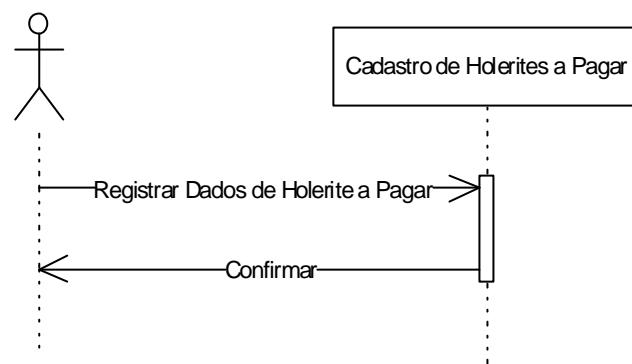 Cadastro de Holerites a Pagar
Registrar Dados de Holerite a Pagar
Confirmar